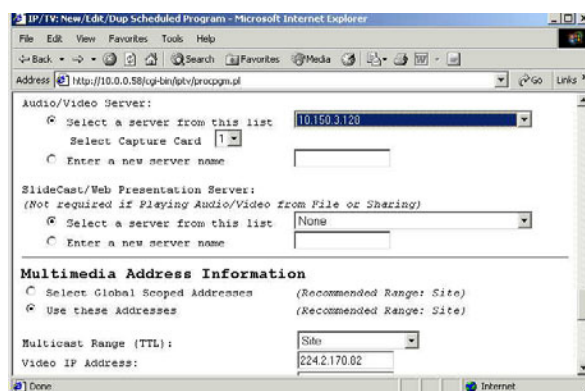 IP/TV: New/Edit/Dup Scheduled Program - Microsoft Internet Explorer
File Edit View Favorites Tools Help
Back Search Favorites Media
Address http://10.0.0.58/cgi-bin/iptv/procpgm.pl Go Links
Audio/Video Server:
Select a server from this list 10.150.3.128
Select Capture Card 1
Enter a new server name
SlideCast/Web Presentation Server:
(Not required if Playing Audio/Video from File or Sharing)
Select a server from this list None
Enter a new server name
Multimedia Address Information
Select Global Scoped Addresses (Recommended Range: Site)
Use these Addresses (Recommended Range: Site)
Multicast Range (TTL): Site
Video IP Address: 224.2.170.82
Done Internet